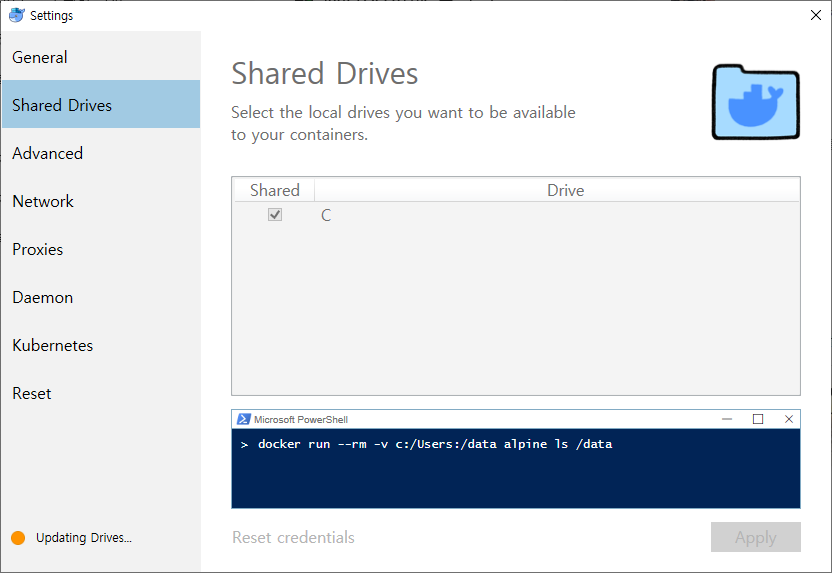 Settings
General
Shared Drives
Advanced
Network
Proxies
Daemon
Kubernetes
Reset
Updating Drives...
Shared Drives
Select the local drives you want to be available
to your containers.
Shared Drive
C
Microsoft PowerShell
> docker run --rm -v c:/Users:/data alpine ls /data
Reset credentials
Apply